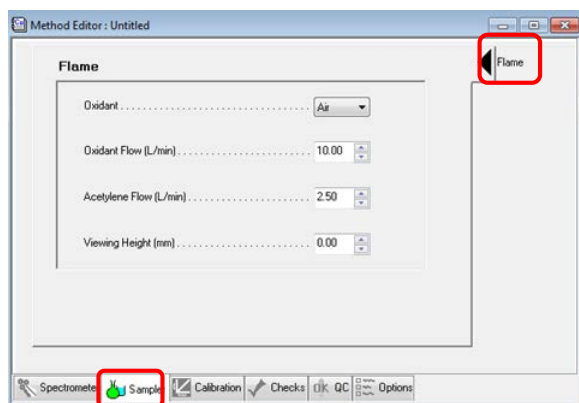 Method Editor : Untitled
Flame
Flame
Oxidant . . . . . . . . . . . . . . . . . . . . . . . . . . . . . . . . Air
Oxidant Flow (L/min) . . . . . . . . . . . . . . . . . . . . . . . 10.00
Acetylene Flow (L/min) . . . . . . . . . . . . . . . . . . . . . 2.50
Viewing Height (mm) . . . . . . . . . . . . . . . . . . . . . . . 0.00
Spectromete Sample Calibration Checks QC Options